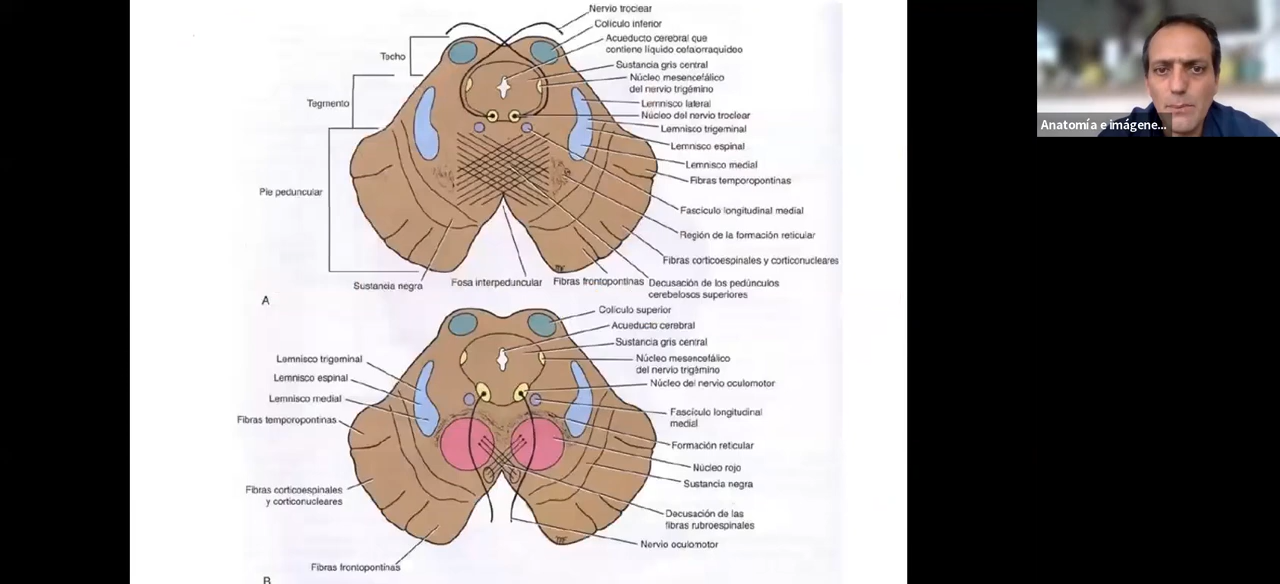 Nervio troclear
Colículo inferior
Acueducto cerebral que
contiene líquido cefalorraquídeo
Techo
Sustancia gris central
Núcleo mesencefálico
del nervio trigémino
Tegmento
Lemnisco lateral
Núcleo del nervio troclear
Lemnisco trigeminal
Lemnisco espinal
Lemnisco medial
Fibras temporopontinas
Pie peduncular
Fascículo longitudinal medial
Región de la formación reticular
Fibras corticoespinales y corticonucleares
Sustancia negra
Fosa interpeduncular
Fibras frontopontinas
Decusación de los pedúnculos
cerebelosos superiores
A
Colículo superior
Acueducto cerebral
Sustancia gris central
Núcleo mesencefálico
del nervio trigémino
Núcleo del nervio oculomotor
Lemnisco trigeminal
Lemnisco espinal
Lemnisco medial
Fibras temporopontinas
Fascículo longitudinal
medial
Formación reticular
Núcleo rojo
Sustancia negra
Fibras corticoespinales
y corticonucleares
Decusación de las
fibras rubroespinales
Nervio oculomotor
Fibras frontopontinas
B
Anatomía e imágene...